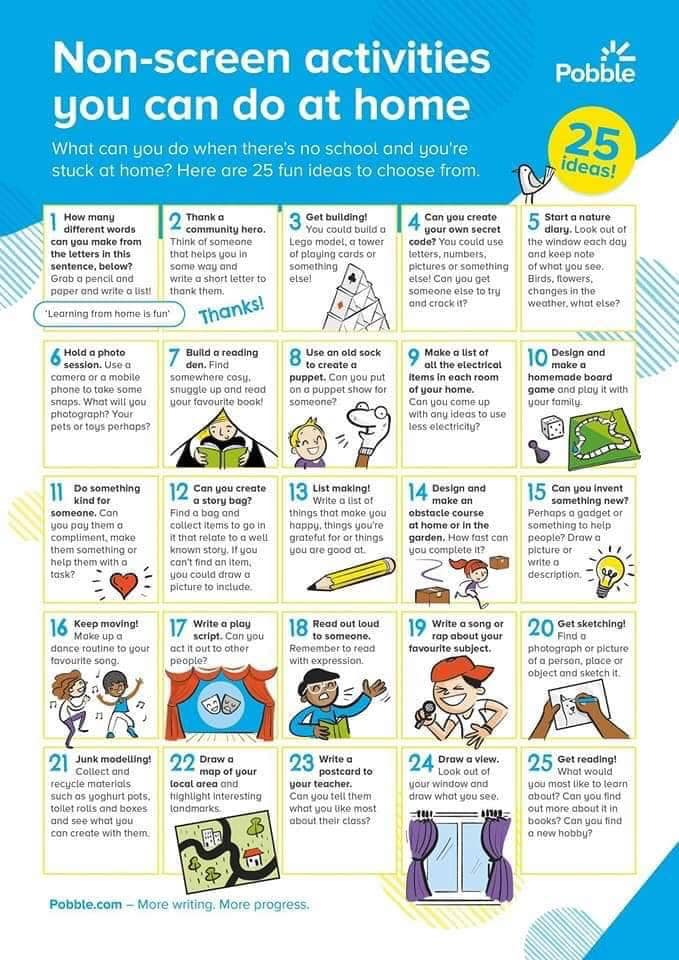 Non-screen activities
you can do at home
Pobble
What can you do when there's no school and you're
stuck at home? Here are 25 fun ideas to choose from.
25
ideas!
1 How many
different words
can you make from
the letters in this
sentence, below?
Grab a pencil and
paper and write a list!
'Learning from home is fun'
2 Thank a
community hero.
Think of someone
that helps you in
some way and
write a short letter to
thank them.
Thanks!
3 Get building!
You could build a
Lego model, a tower
of playing cards or
something
else!
4 Can you create
your own secret
code? You could use
letters, numbers,
pictures or something
else! Can you get
someone else to try
and crack it?
5 Start a nature
diary. Look out of
the window each day
and keep note
of what you see.
Birds, flowers,
changes in the
weather, what else?
6 Hold a photo
session. Use a
camera or a mobile
phone to take some
snaps. What will you
photograph? Your
pets or toys perhaps?
7 Build a reading
den. Find
somewhere cosy,
snuggle up and read
your favourite book!
8 Use an old sock
to create a
puppet. Can you put
on a puppet show for
someone?
9 Make a list of
all the electrical
items in each room
of your home.
Can you come up
with any ideas to use
less electricity?
10 Design and
make a
homemade board
game and play it with
your family.
11 Do something
kind for
someone. Can
you pay them a
compliment, make
them something or
help them with a
task?
12 Can you create
a story bag?
Find a bag and
collect items to go in
it that relate to a well
known story. If you
can't find an item,
you could draw a
picture to include.
13 List making!
Write a list of
things that make you
happy, things you're
grateful for or things
you are good at.
14 Design and
make an
obstacle course
at home or in the
garden. How fast can
you complete it?
15 Can you invent
something new?
Perhaps a gadget or
something to help
people? Draw a
picture or
write a
description.
16 Keep moving!
Make up a
dance routine to your
favourite song.
17 Write a play
script. Can you
act it out to other
people?
18 Read out loud
to someone.
Remember to read
with expression.
19 Write a song or
rap about your
favourite subject.
20 Get sketching!
Find a
photograph or picture
of a person, place or
object and sketch it.
21 Junk modelling!
Collect and
recycle materials
such as yoghurt pots,
toilet rolls and boxes
and see what you
can create with them.
22 Draw a
map of your
local area and
highlight interesting
landmarks.
23 Write a
postcard to
your teacher.
Can you tell them
what you like most
about their class?
24 Draw a view.
Look out of
your window and
draw what you see.
25 Get reading!
What would
you most like to learn
about? Can you find
out more about it in
books? Can you find
a new hobby?
Pobble.com – More writing. More progress.